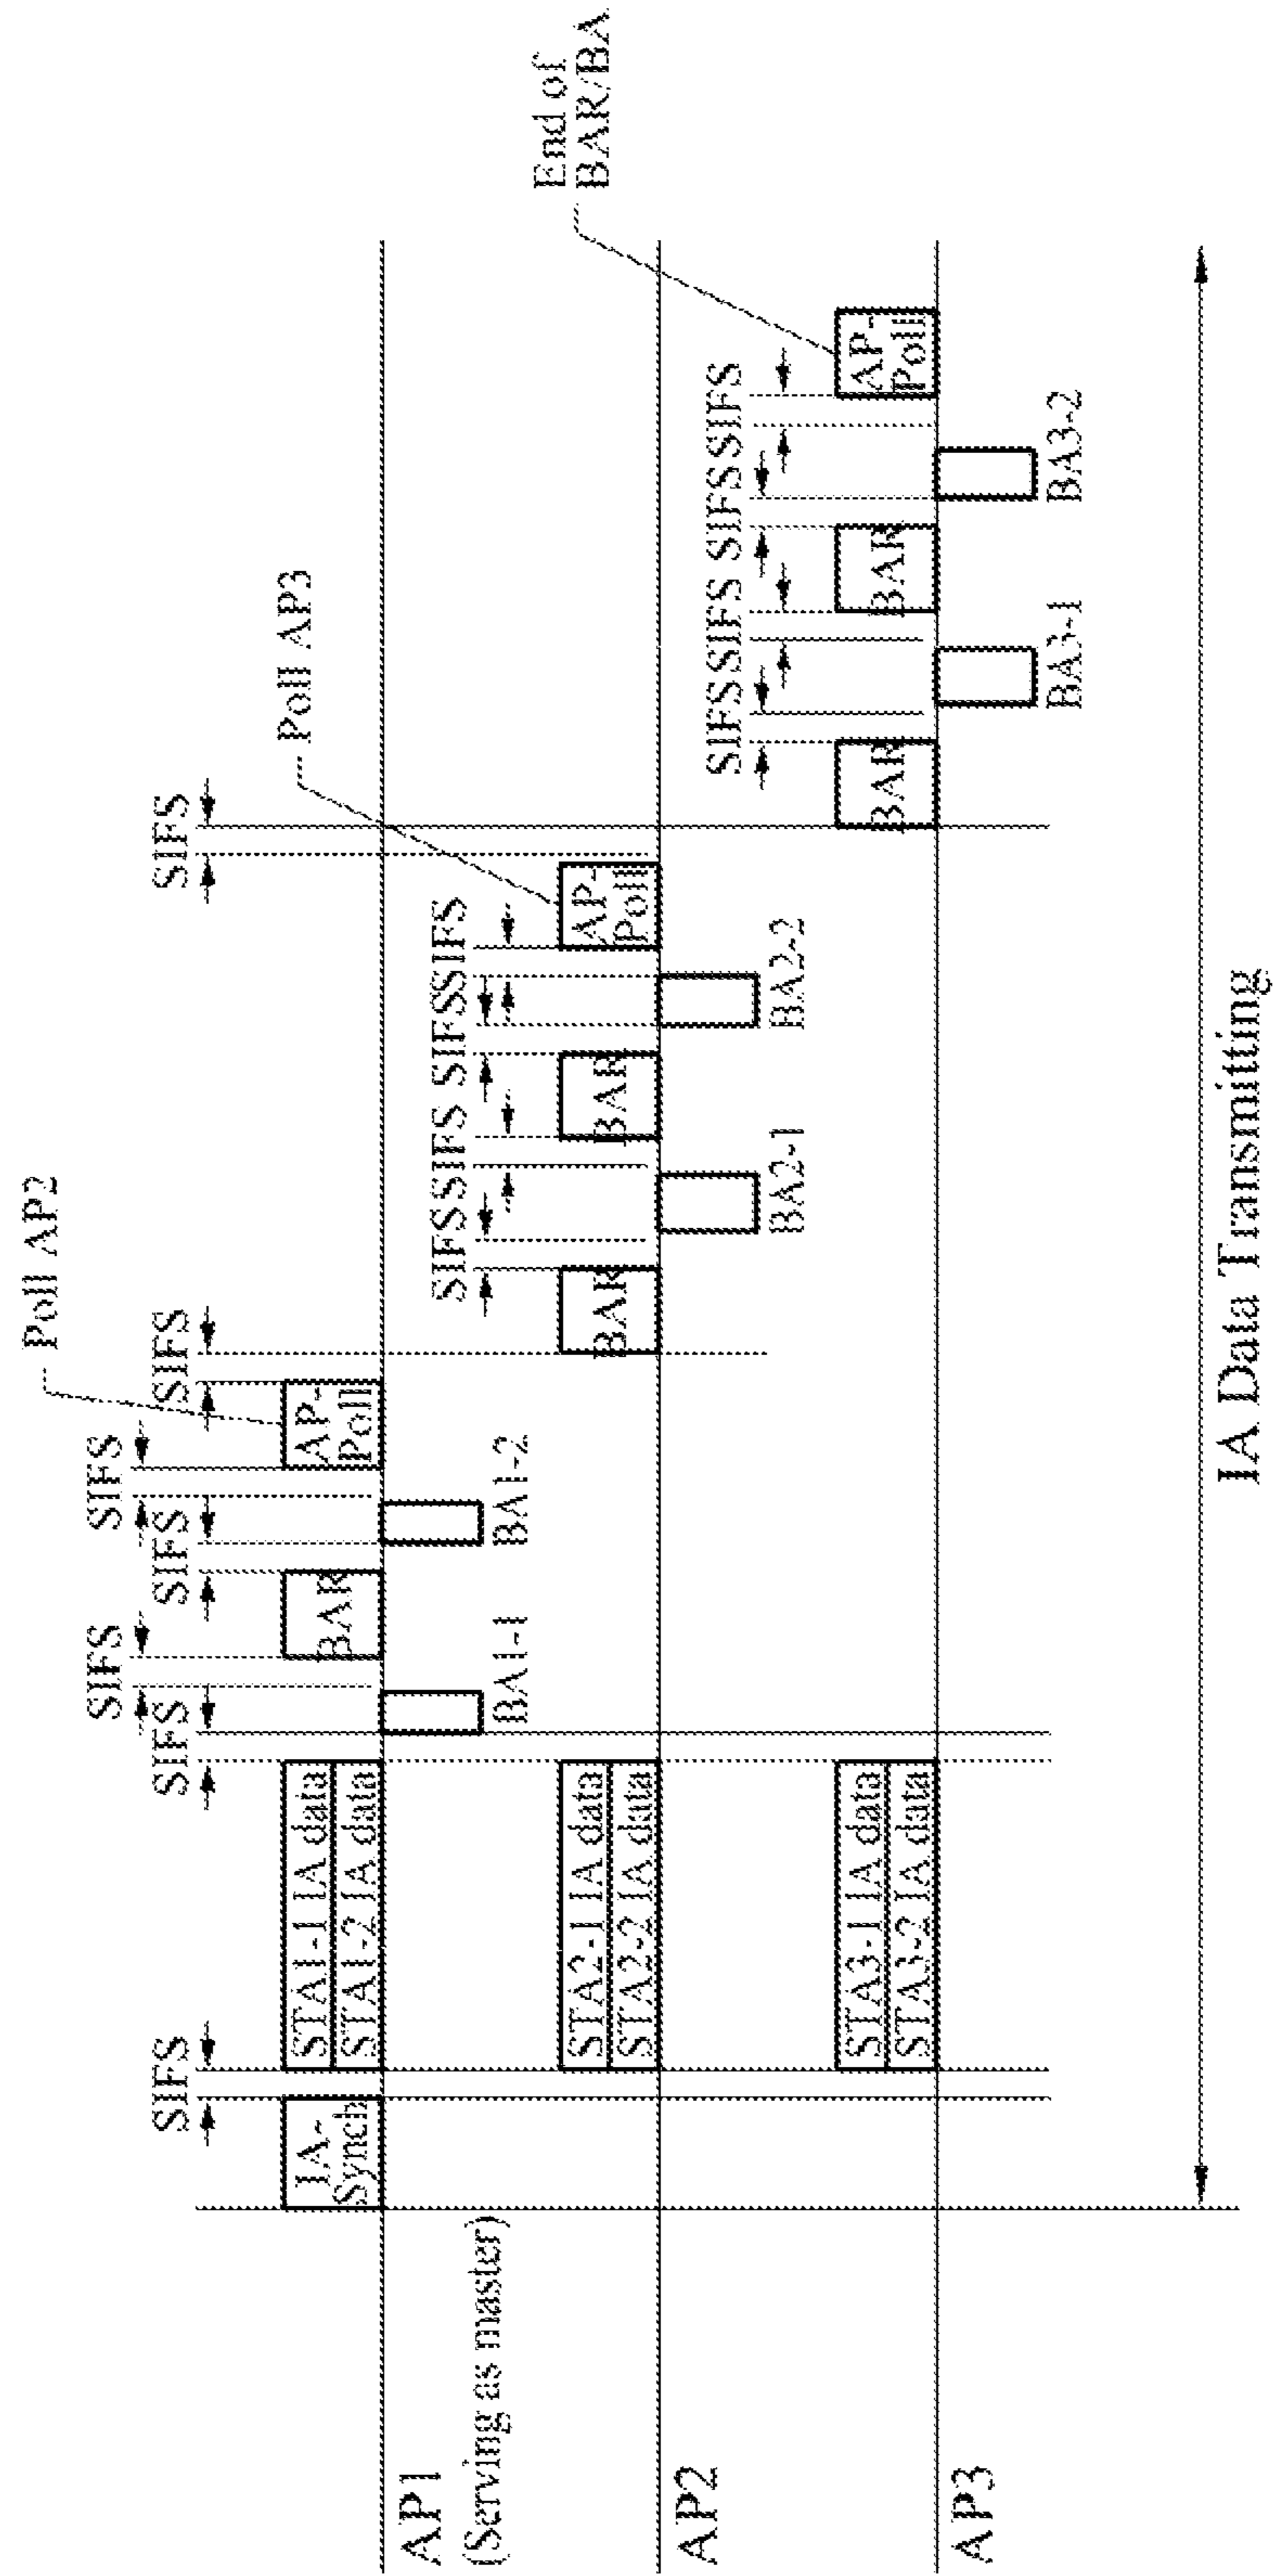 Poll AP2
SIFS
SIFS
SIFS
SIFS
SIFS
SIFS
SIFS
IA-
Synch
STA1-1 IA data
STA1-2 IA data
BAR
AP-
Poll
AP1
(Serving as master)
BA1-1
BA1-2
Poll AP3
SIFS SIFS SIFS SIFS
STA2-1 IA data
STA2-2 IA data
BAR
BAR
AP-
Poll
AP2
BA2-1
BA2-2
End of
BAR/BA
SIFS SIFS SIFS SIFS
STA3-1 IA data
STA3-2 IA data
BAR
BAR
AP-
Poll
AP3
BA3-1
BA3-2
IA Data Transmitting